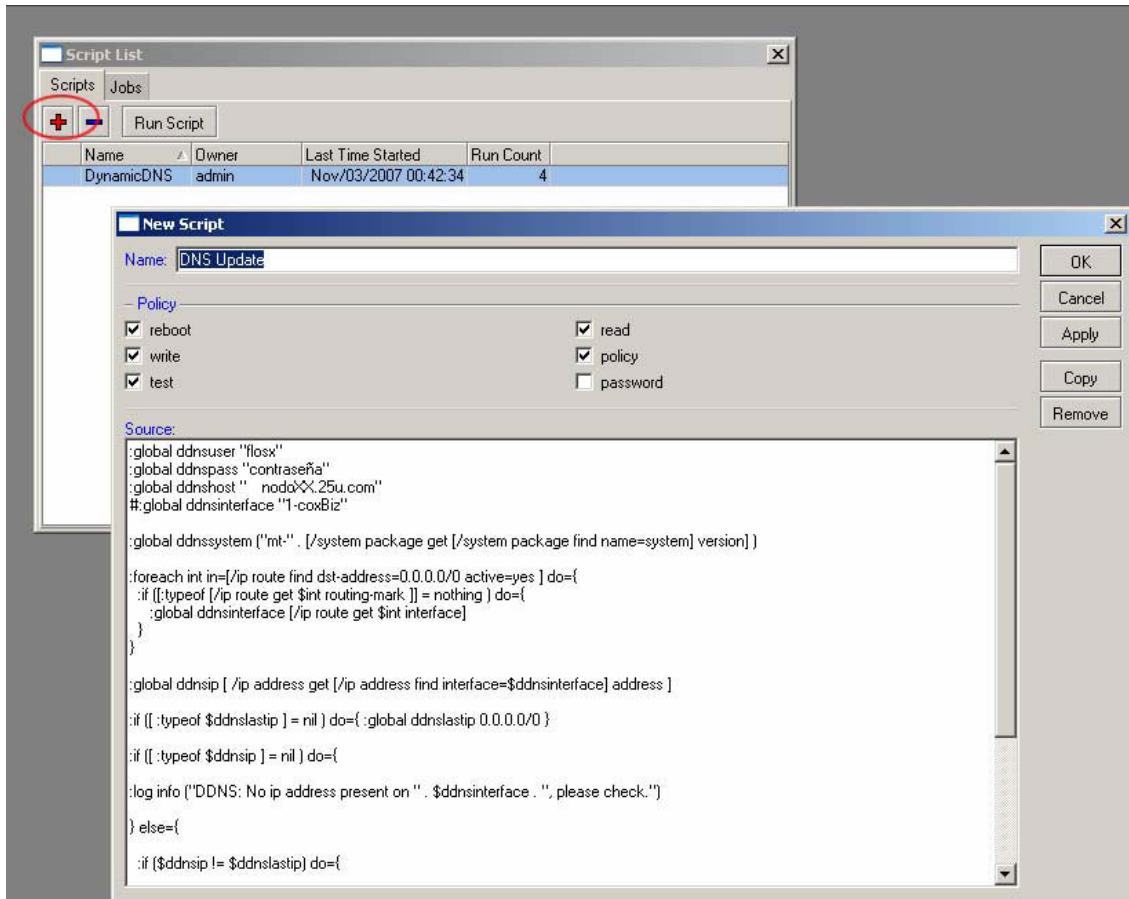 Script List
Scripts Jobs
Run Script
Name Owner Last Time Started Run Count
DynamicDNS admin Nov/03/2007 00:42:34 4
New Script
Name: DNS Update
OK
Policy
Cancel
reboot read
Apply
write policy
test password
Copy
Remove
Source:
:global ddnsuser "flosx"
:global ddnspass "contraseña"
:global ddnshost " nodoXX.25u.com"
#:global ddnsinterface "1-coxBiz"
:global ddnssystem ("mt-" . [/system package get [/system package find name=system] version] )
:foreach int in=[/ip route find dst-address=0.0.0.0/0 active=yes ] do={
:if ([:typeof [/ip route get $int routing-mark ]] = nothing ) do={
:global ddnsinterface [/ip route get $int interface]
}
}
:global ddnsip [ /ip address get [/ip address find interface=$ddnsinterface] address ]
:if ([ :typeof $ddnslastip ] = nil ) do={ :global ddnslastip 0.0.0.0/0 }
:if ([ :typeof $ddnsip ] = nil ) do={
:log info ("DDNS: No ip address present on " . $ddnsinterface . ", please check.")
} else={
:if ($ddnsip != $ddnslastip) do={